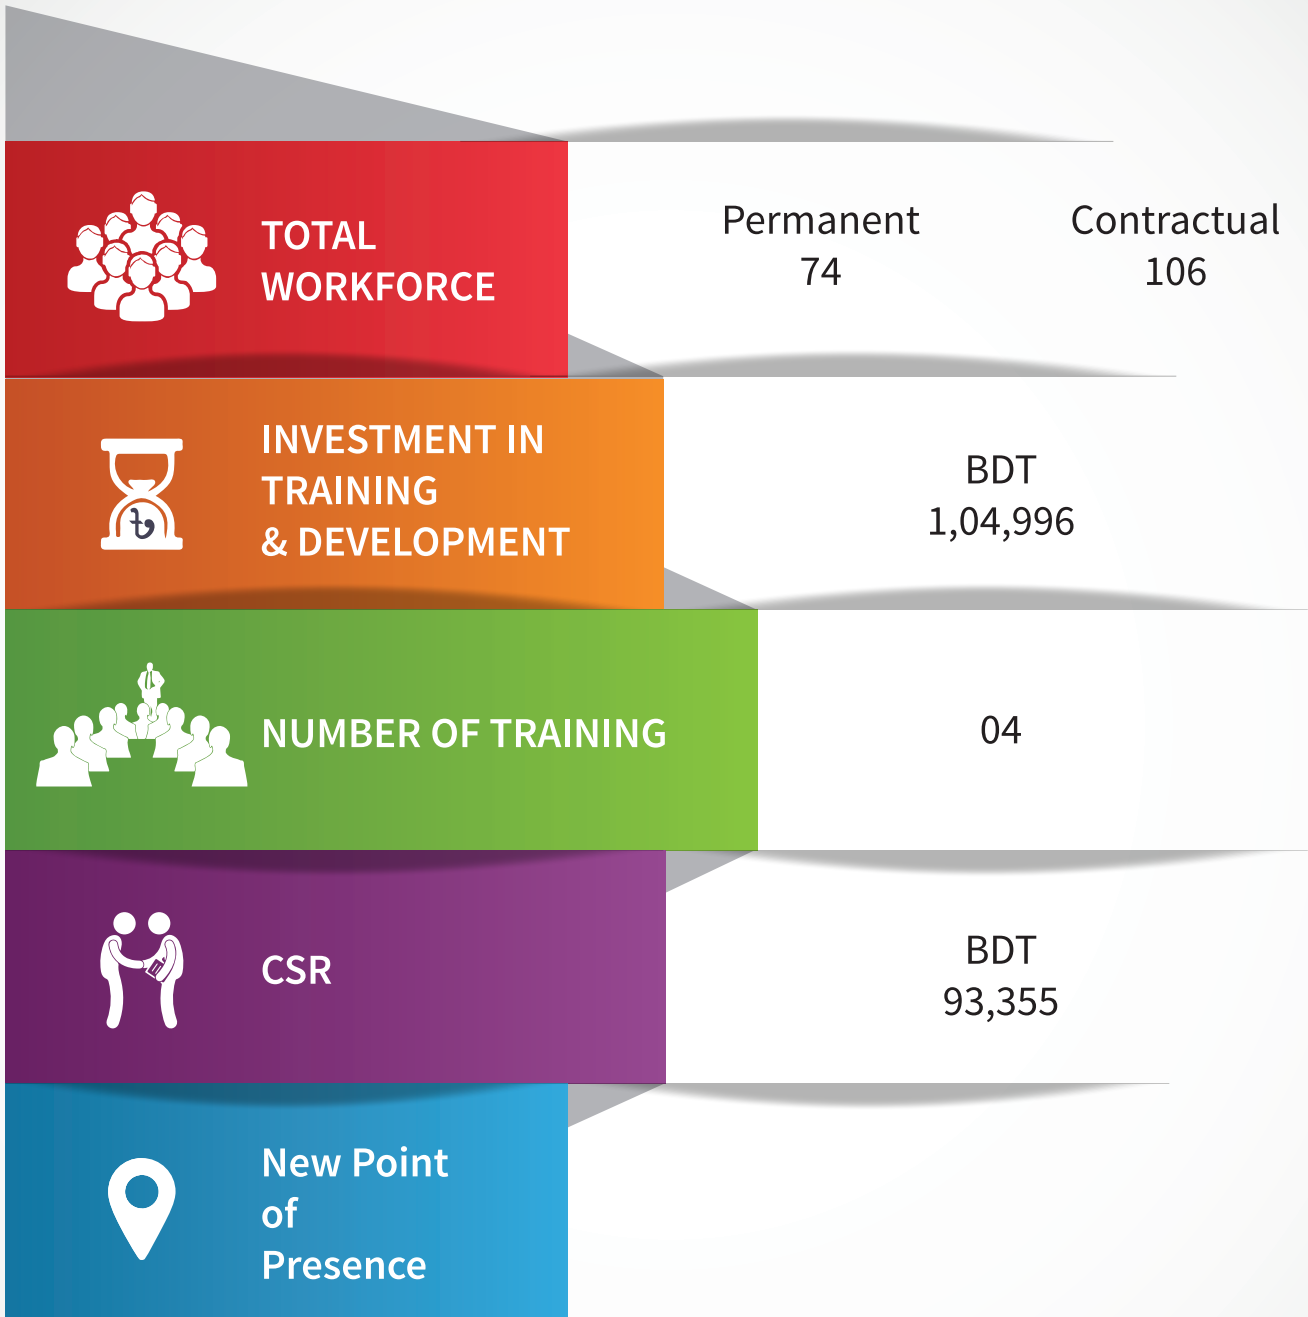 TOTAL
WORKFORCE
Permanent
74
Contractual
106
INVESTMENT IN
TRAINING
& DEVELOPMENT
BDT
1,04,996
NUMBER OF TRAINING
04
CSR
BDT
93,355
New Point
of
Presence